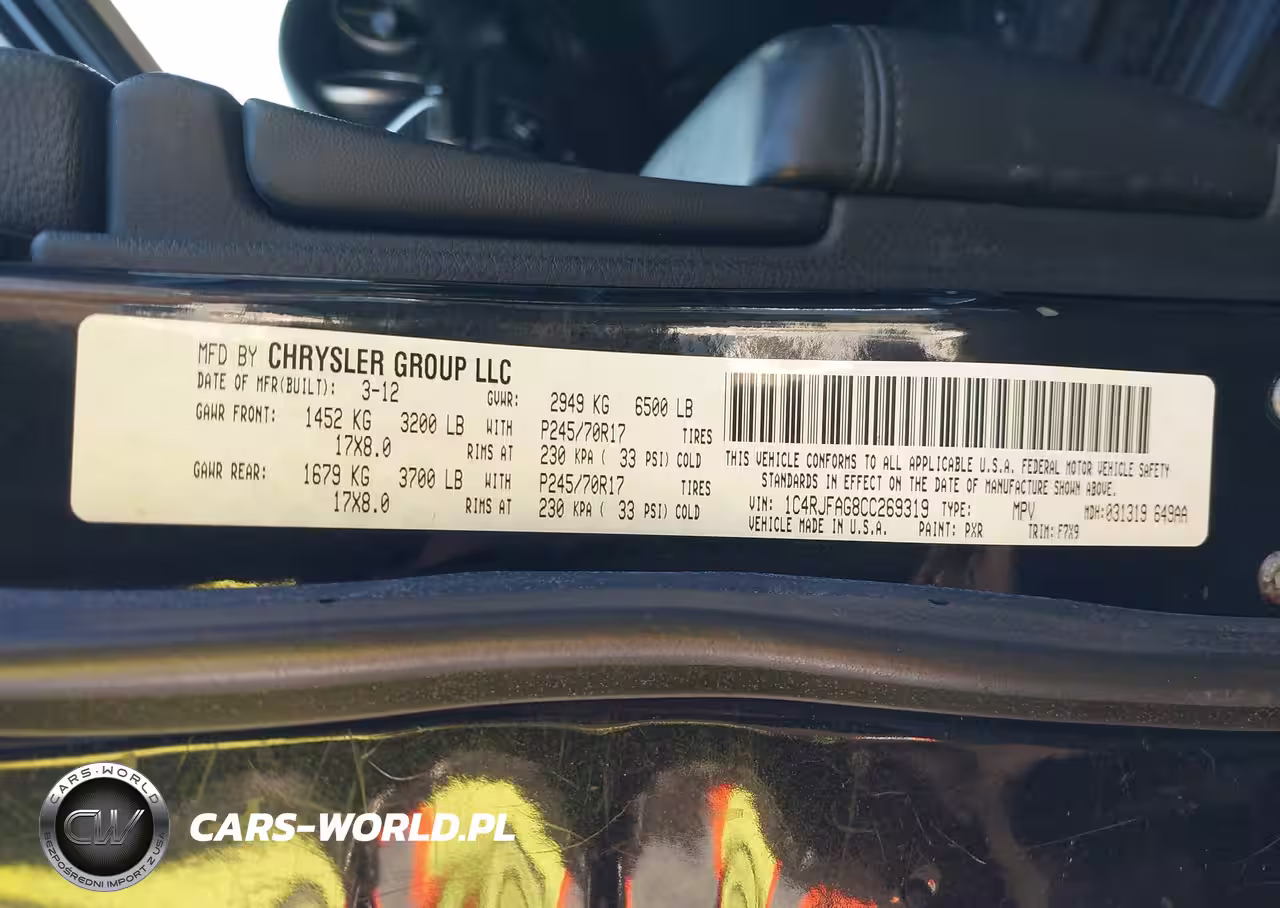 MFD BY CHRYSLER GROUP LLC
DATE OF MFR(BUILT): 3-12 GVWR: 2949 KG 6500 LB
GAWR FRONT: 1452 KG 3200 LB WITH P245/70R17 TIRES
17X8.0 RIMS AT 230 KPA ( 33 PSI) COLD
GAWR REAR: 1679 KG 3700 LB WITH P245/70R17 TIRES
17X8.0 RIMS AT 230 KPA ( 33 PSI) COLD
THIS VEHICLE CONFORMS TO ALL APPLICABLE U.S.A. FEDERAL MOTOR VEHICLE SAFETY
STANDARDS IN EFFECT ON THE DATE OF MANUFACTURE SHOWN ABOVE.
VIN: 1C4RJFAG8CC269319 TYPE: MPV MDH:031319 649AA
VEHICLE MADE IN U.S.A. PAINT: PXR TRIM: F7X9
CARS-WORLD
CW
BEZPOŚREDNI IMPORT Z USA
CARS-WORLD.PL